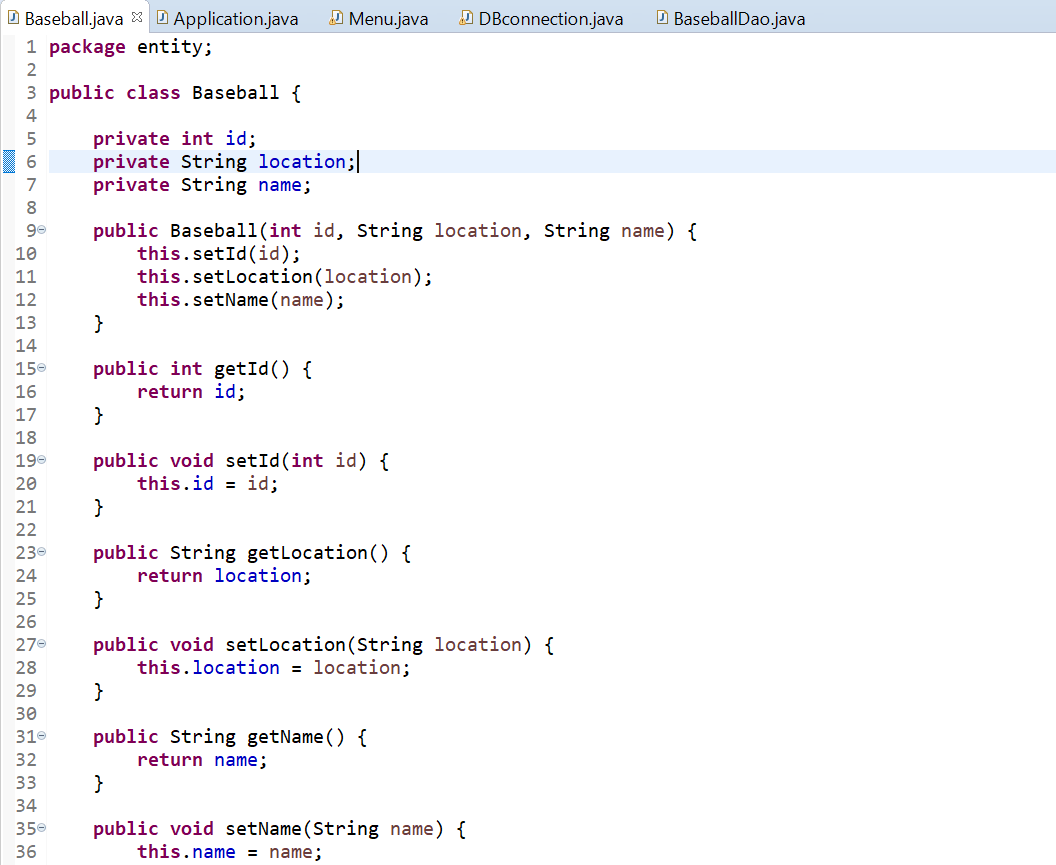 Baseball.java Application.java Menu.java DBconnection.java BaseballDao.java
1 package entity;
2
3 public class Baseball {
4
5     private int id;
6     private String location;
7     private String name;
8
9     public Baseball(int id, String location, String name) {
10         this.setId(id);
11         this.setLocation(location);
12         this.setName(name);
13     }
14
15     public int getId() {
16         return id;
17     }
18
19     public void setId(int id) {
20         this.id = id;
21     }
22
23     public String getLocation() {
24         return location;
25     }
26
27     public void setLocation(String location) {
28         this.location = location;
29     }
30
31     public String getName() {
32         return name;
33     }
34
35     public void setName(String name) {
36         this.name = name;